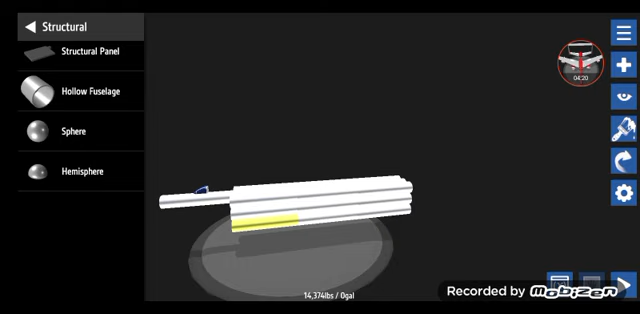 Structural
Structural Panel
Hollow Fuselage
Sphere
Hemisphere
04:20
14,374lbs / 0gal
Recorded by Mobizen